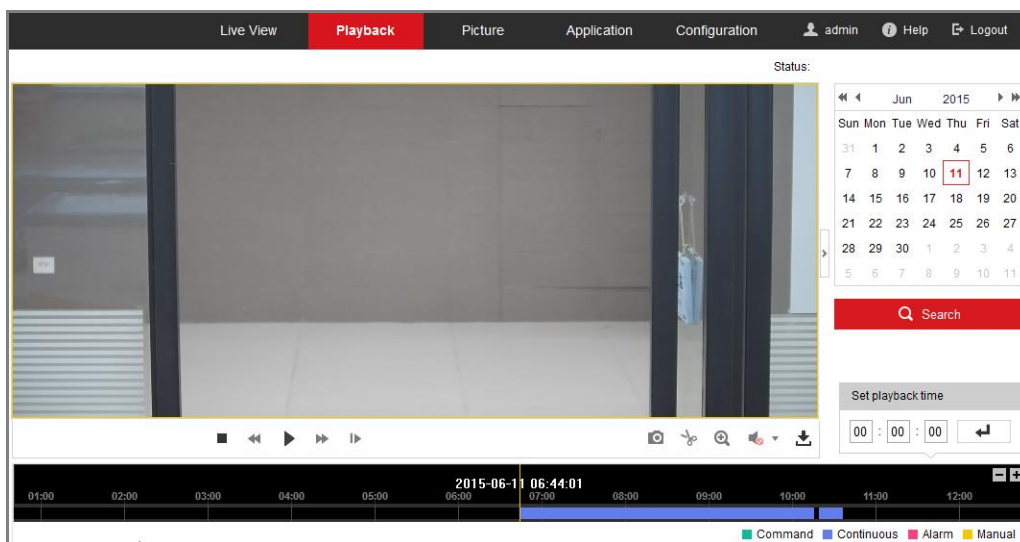 Live View Playback Picture Application Configuration admin Help Logout
Status:
Jun 2015
Sun Mon Tue Wed Thu Fri Sat
31 1 2 3 4 5 6
7 8 9 10 11 12 13
14 15 16 17 18 19 20
21 22 23 24 25 26 27
28 29 30 1 2 3 4
5 6 7 8 9 10 11
Search
Set playback time
00 : 00 : 00
2015-06-11 06:44:01
01:00 02:00 03:00 04:00 05:00 06:00 07:00 08:00 09:00 10:00 11:00 12:00
Command Continuous Alarm Manual